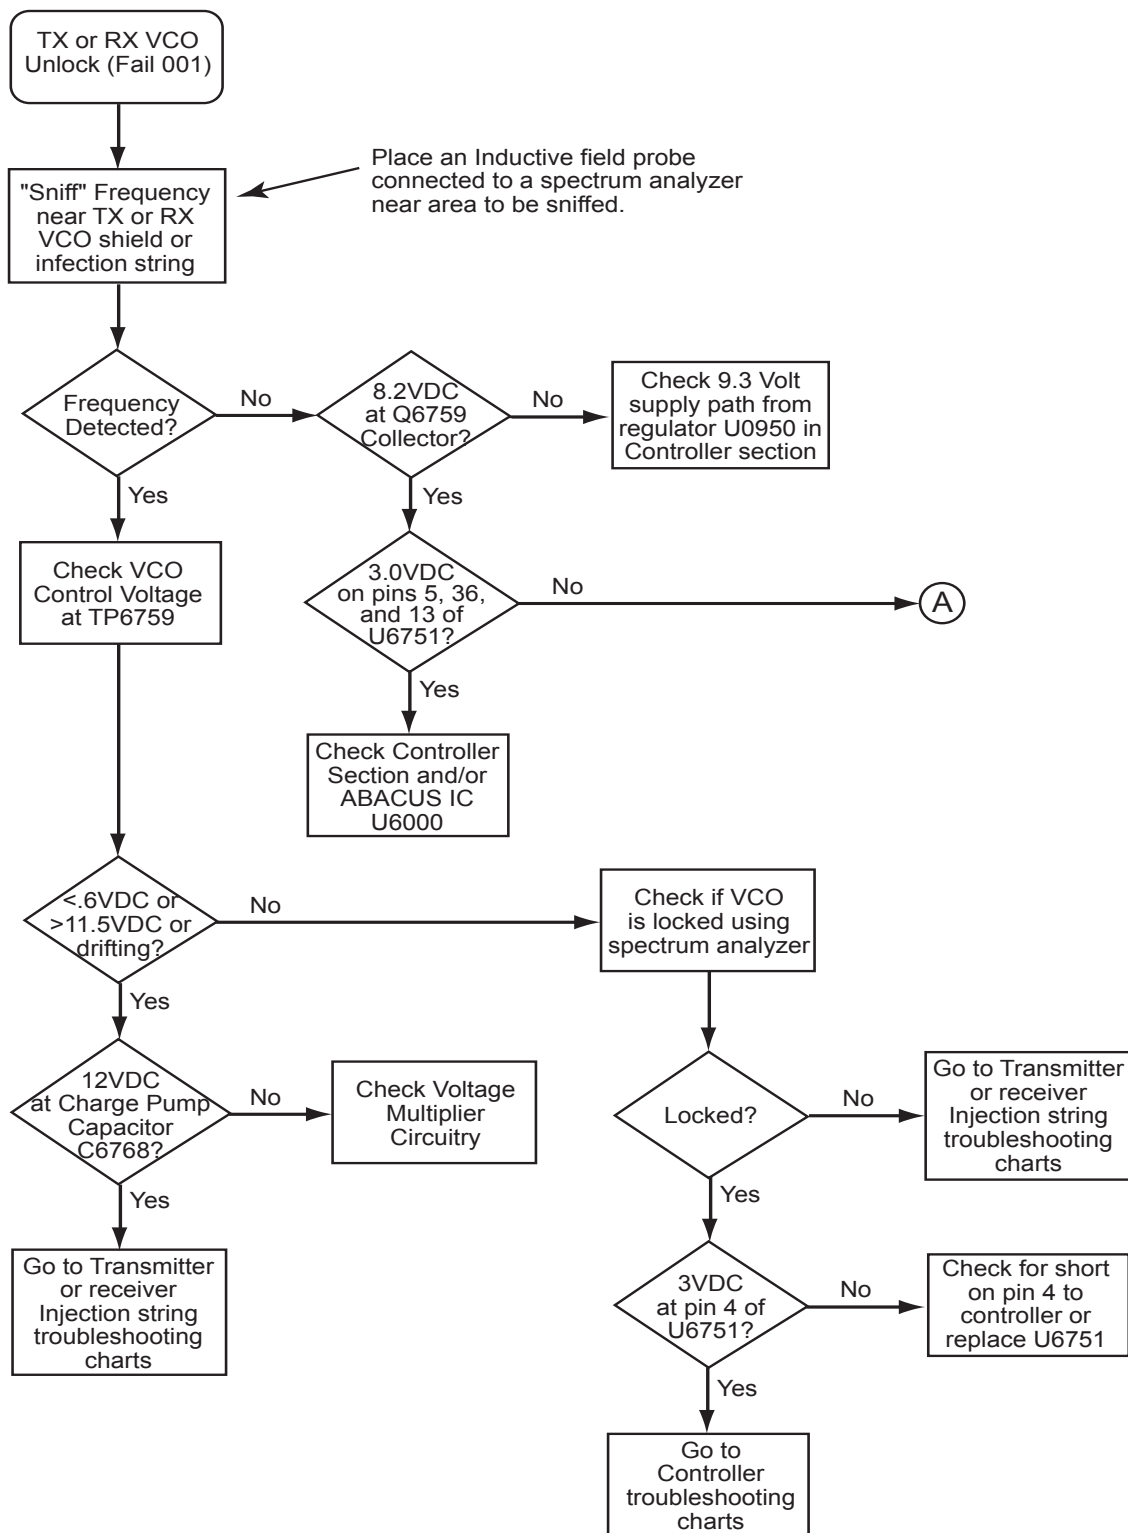 TX or RX VCO
Unlock (Fail 001)
Place an Inductive field probe
connected to a spectrum analyzer
near area to be sniffed.
"Sniff" Frequency
near TX or RX
VCO shield or
infection string
Frequency
Detected?
No
8.2VDC
at Q6759
Collector?
No
Check 9.3 Volt
supply path from
regulator U0950 in
Controller section
Yes
Yes
Check VCO
Control Voltage
at TP6759
3.0VDC
on pins 5, 36,
and 13 of
U6751?
No
A
Yes
Check Controller
Section and/or
ABACUS IC
U6000
<.6VDC or
>11.5VDC or
drifting?
No
Check if VCO
is locked using
spectrum analyzer
Yes
12VDC
at Charge Pump
Capacitor
C6768?
No
Check Voltage
Multiplier
Circuitry
Locked?
No
Go to Transmitter
or receiver
Injection string
troubleshooting
charts
Yes
Yes
Go to Transmitter
or receiver
Injection string
troubleshooting
charts
3VDC
at pin 4 of
U6751?
No
Check for short
on pin 4 to
controller or
replace U6751
Yes
Go to
Controller
troubleshooting
charts